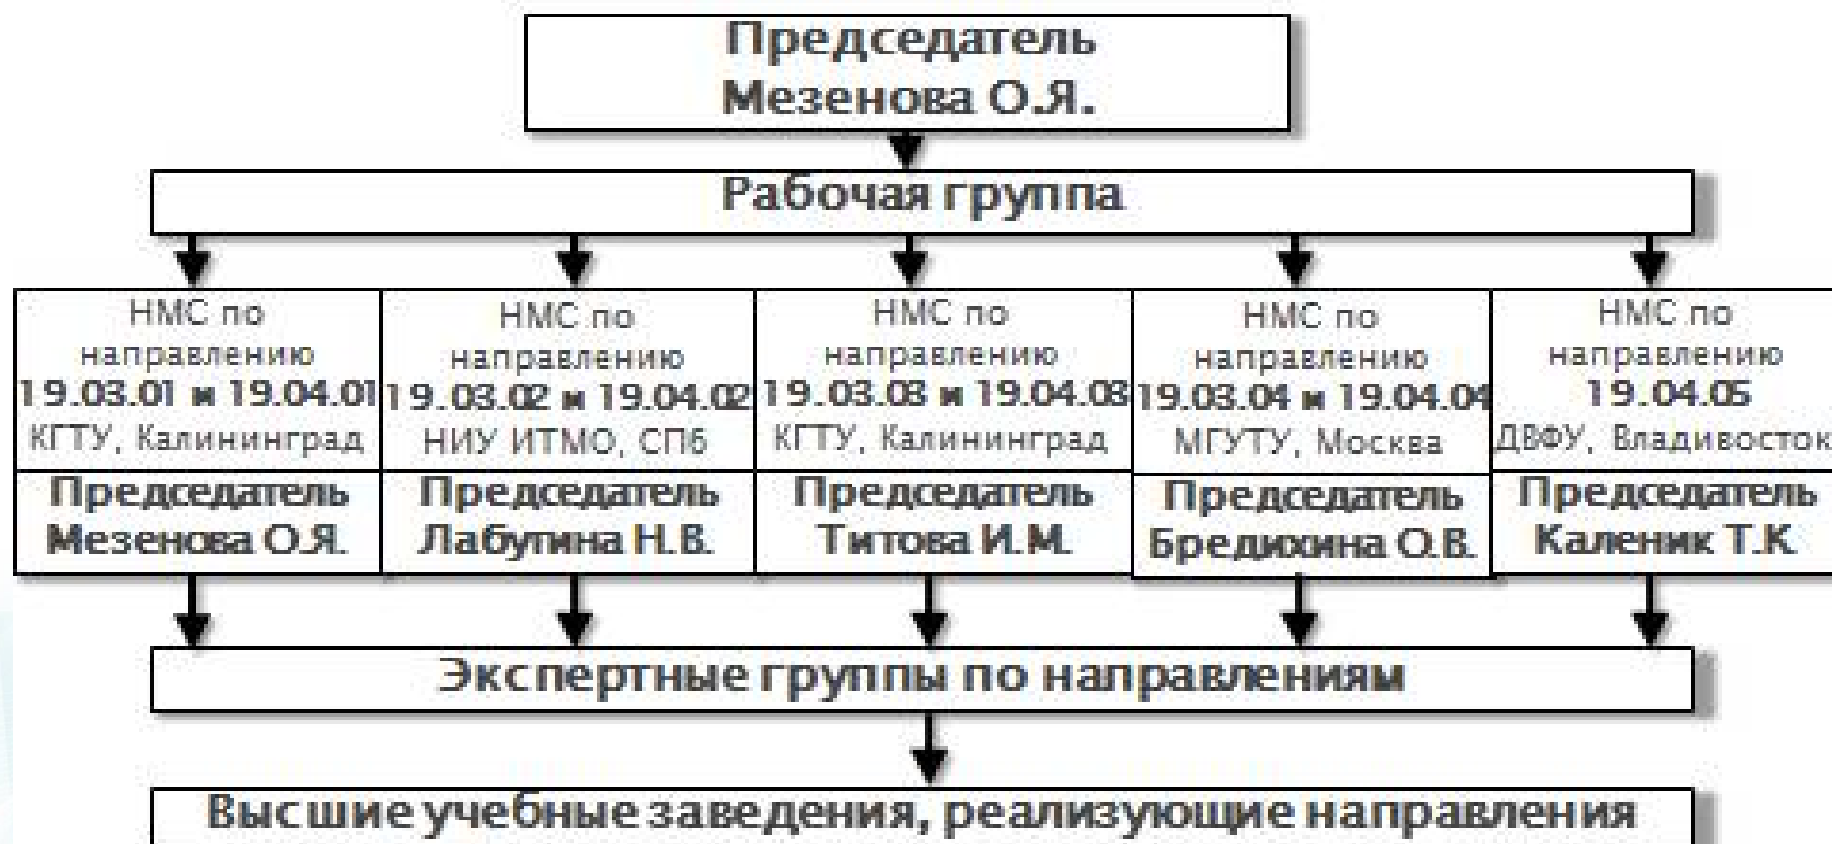 Председатель
Мезенова О.Я.
Рабочая группа
НМС по
направлению
19.03.01 и 19.04.01
КГТУ, Калининград
Председатель
Мезенова О.Я.
НМС по
направлению
19.03.02 и 19.04.02
НИУ ИТМО, СПб
Председатель
Лабутина Н.В.
НМС по
направлению
19.03.03 и 19.04.03
КГТУ, Калининград
Председатель
Титова И.М.
НМС по
направлению
19.03.04 и 19.04.04
МГУТУ, Москва
Председатель
Бредихина О.В.
НМС по
направлению
19.04.05
ДВФУ, Владивосток
Председатель
Каленик Т.К.
Экспертные группы по направлениям
Высшие учебные заведения, реализующие направления